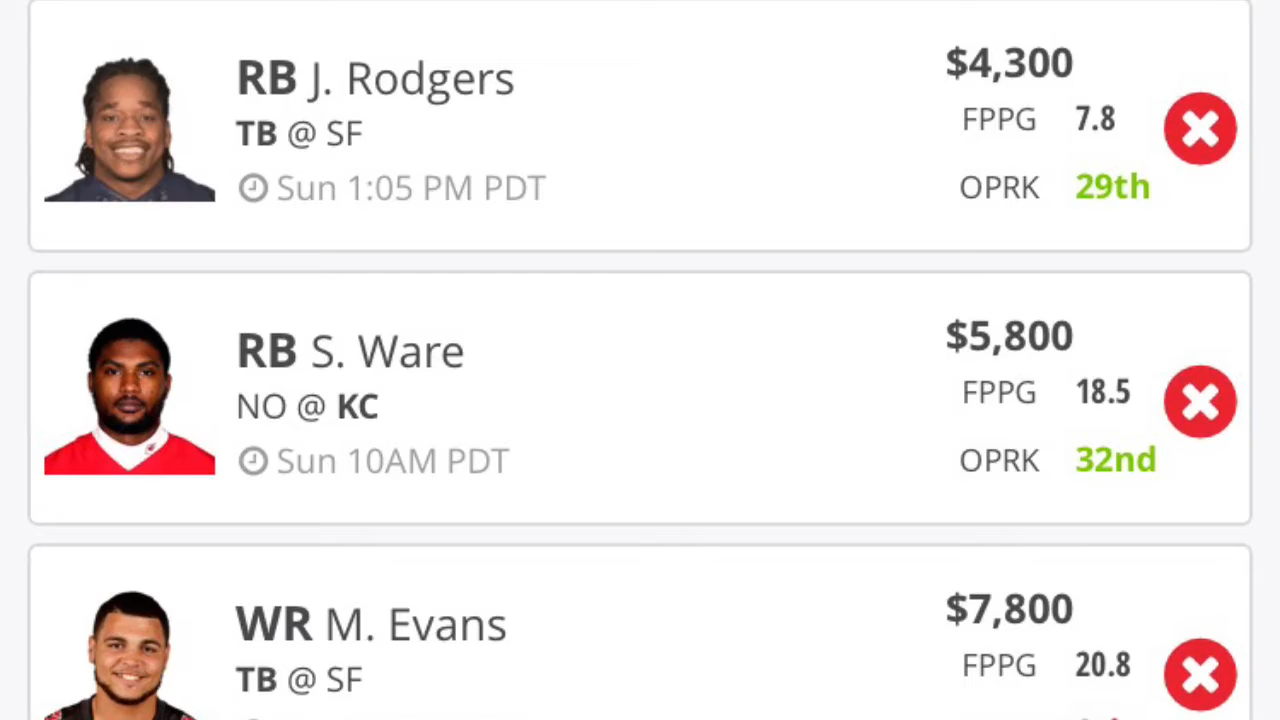 RB J. Rodgers
$4,300
TB @ SF
FPPG 7.8
Sun 1:05 PM PDT
OPRK 29th
RB S. Ware
$5,800
NO @ KC
FPPG 18.5
Sun 10AM PDT
OPRK 32nd
WR M. Evans
$7,800
TB @ SF
FPPG 20.8